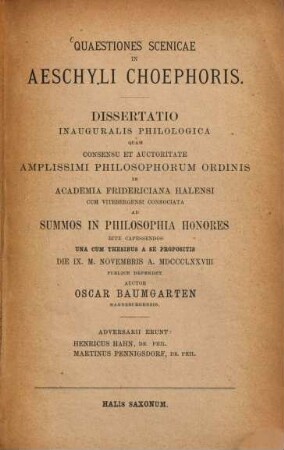 QUAESTIONES SCENICAE
IN
AESCHYLI CHOEPHORIS.
DISSERTATIO
INAUGURALIS PHILOLOGICA
QUAM
CONSENSU ET AUCTORITATE
AMPLISSIMI PHILOSOPHORUM ORDINIS
IN
ACADEMIA FRIDERICIANA HALENSI
CUM VITEBERGENSI CONSOCIATA
AD
SUMMOS IN PHILOSOPHIA HONORES
RITE CAPESSENDOS
UNA CUM THESIBUS A SE PROPOSITIS
DIE IX. M. NOVEMBRIS A. MDCCCLXXVIII
PUBLICE DEFENDET
AUCTOR
OSCAR BAUMGARTEN
MAGDEBURGENSIS.
ADVERSARII ERUNT:
HENRICUS HAHN, DR. PHIL.
MARTINUS PENNIGSDORF, DR. PHIL.
HALIS SAXONUM.